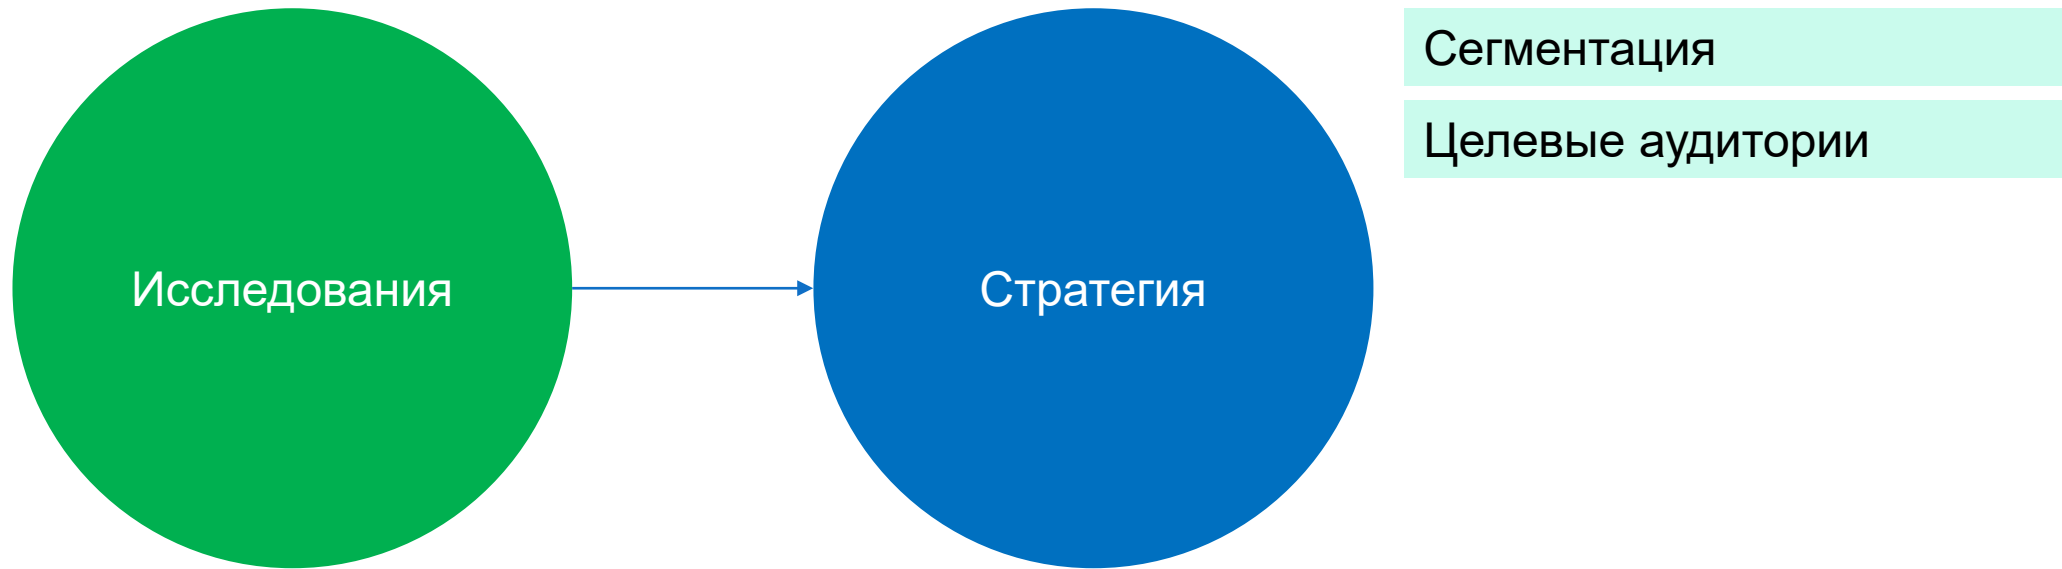 Исследования
Стратегия
Сегментация
Целевые аудитории